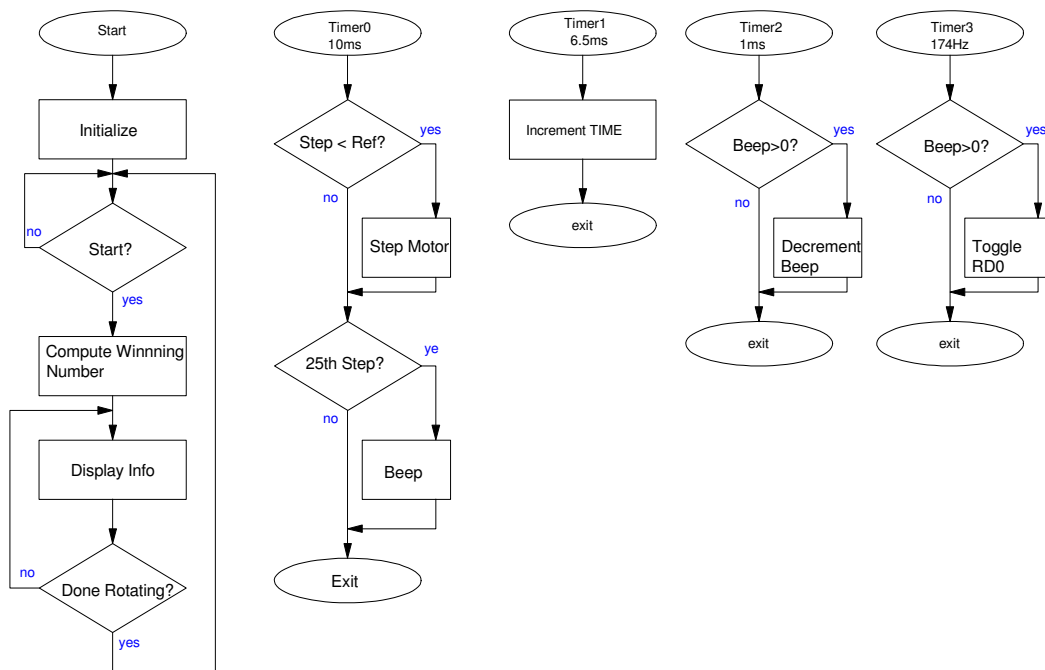 Start
Initialize
no
Start?
yes
Compute Winnning
Number
Display Info
no
Done Rotating?
yes
Timer0
10ms
Step < Ref?
yes
no
Step Motor
25th Step?
ye
no
Beep
Exit
Timer1
6.5ms
Increment TIME
exit
Timer2
1ms
Beep>0?
yes
no
Decrement
Beep
exit
Timer3
174Hz
Beep>0?
yes
no
Toggle
RD0
exit